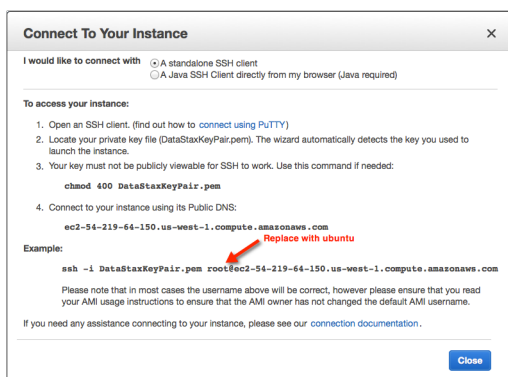 Connect To Your Instance ×
I would like to connect with A standalone SSH client
A Java SSH Client directly from my browser (Java required)
To access your instance:
1. Open an SSH client. (find out how to connect using PuTTY)
2. Locate your private key file (DataStaxKeyPair.pem). The wizard automatically detects the key you used to
launch the instance.
3. Your key must not be publicly viewable for SSH to work. Use this command if needed:
chmod 400 DataStaxKeyPair.pem
4. Connect to your instance using its Public DNS:
ec2-54-219-64-150.us-west-1.compute.amazonaws.com
Replace with ubuntu
Example:
ssh -i DataStaxKeyPair.pem root@ec2-54-219-64-150.us-west-1.compute.amazonaws.com
Please note that in most cases the username above will be correct, however please ensure that you read
your AMI usage instructions to ensure that the AMI owner has not changed the default AMI username.
If you need any assistance connecting to your instance, please see our connection documentation.
Close